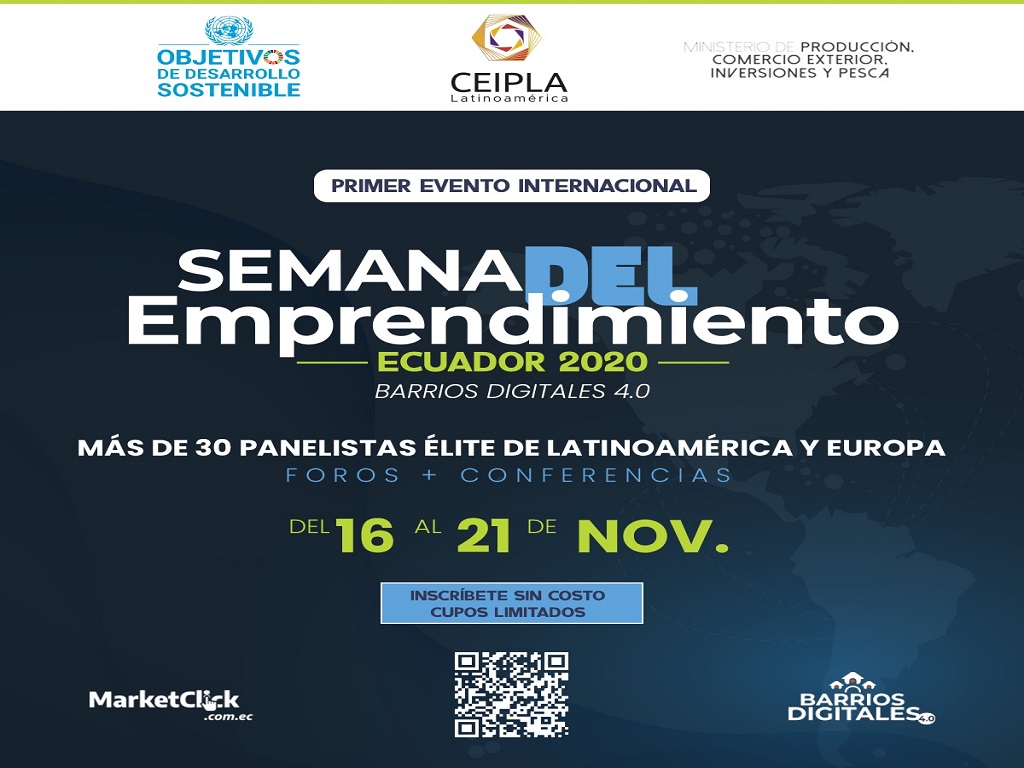 OBJETIVOS
DE DESARROLLO
SOSTENIBLE
CEIPLA
Latinoamérica
MINISTERIO DE PRODUCCIÓN,
COMERCIO EXTERIOR,
INVERSIONES Y PESCA
PRIMER EVENTO INTERNACIONAL
SEMANA DEL
Emprendimiento
ECUADOR 2020
BARRIOS DIGITALES 4.0
MÁS DE 30 PANELISTAS ÉLITE DE LATINOAMÉRICA Y EUROPA
FOROS + CONFERENCIAS
DEL 16 AL 21 DE NOV.
INSCRÍBETE SIN COSTO
CUPOS LIMITADOS
MarketClick
.com.ec
BARRIOS
DIGITALES 4.0